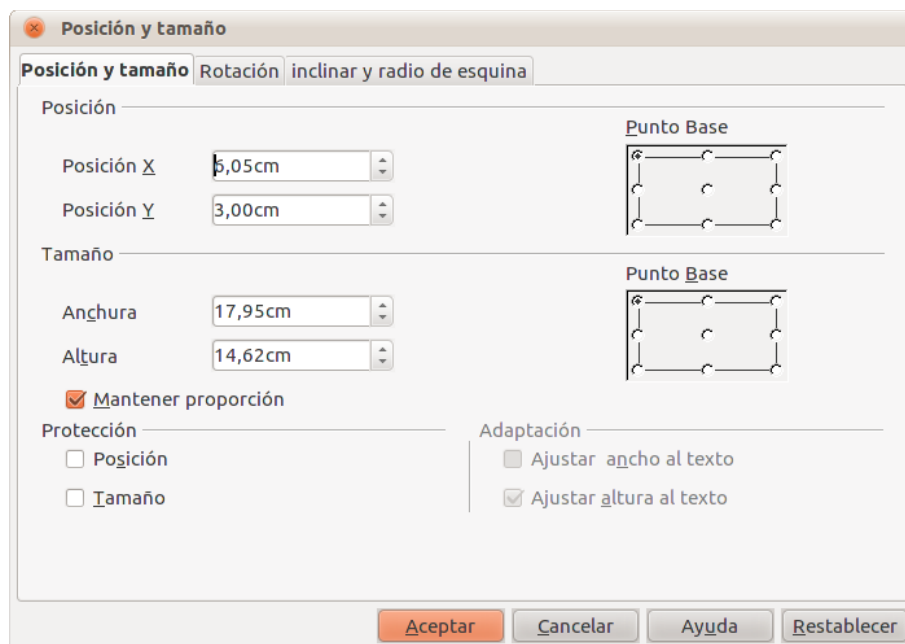 Posición y tamaño
Posición y tamaño Rotación inclinar y radio de esquina
Posición
Punto Base
Posición X 6,05cm
Posición Y 3,00cm
Tamaño
Punto Base
Anchura 17,95cm
Altura 14,62cm
Mantener proporción
Protección Adaptación
Posición Ajustar ancho al texto
Tamaño Ajustar altura al texto
Aceptar Cancelar Ayuda Restablecer